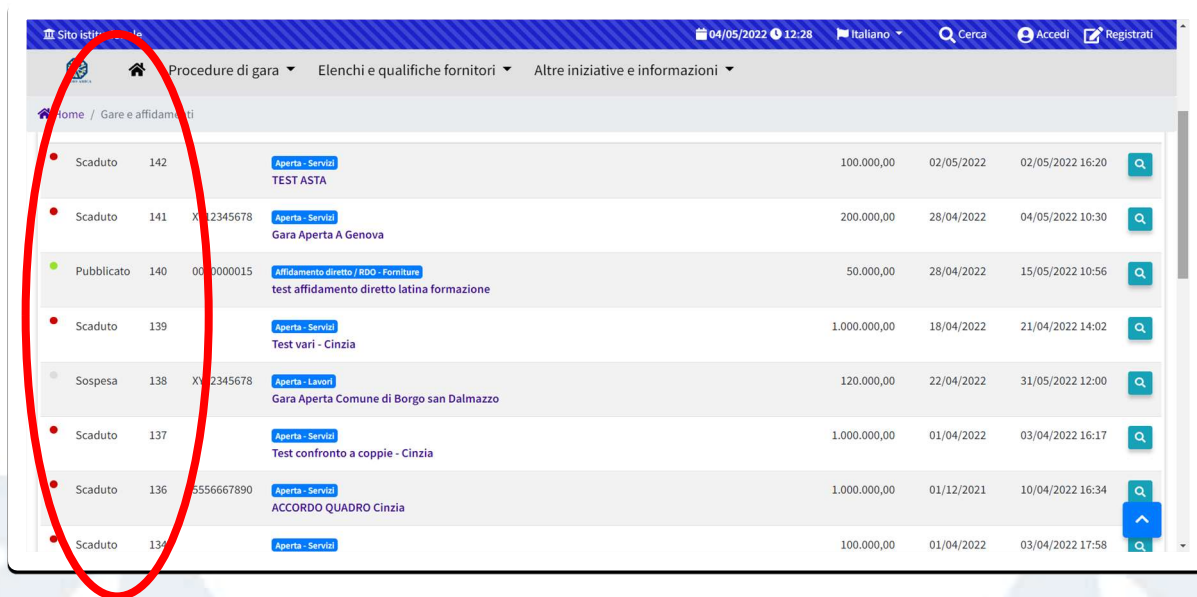 Sito istituzionale 04/05/2022 12:28 Italiano Cerca Accedi Registrati
Procedure di gara Elenchi e qualifiche fornitori Altre iniziative e informazioni
Home / Gare e affidamenti
Scaduto 142 Aperta - Servizi 100.000,00 02/05/2022 02/05/2022 16:20
TEST ASTA
Scaduto 141 Aperta - Servizi 200.000,00 28/04/2022 04/05/2022 10:30
Gara Aperta A Genova
Pubblicato 140 Affidamento diretto / RDO - Forniture 50.000,00 28/04/2022 15/05/2022 10:56
test affidamento diretto latina formazione
Scaduto 139 Aperta - Servizi 1.000.000,00 18/04/2022 21/04/2022 14:02
Test vari - Cinzia
Sospesa 138 Aperta - Lavori 120.000,00 22/04/2022 31/05/2022 12:00
Gara Aperta Comune di Borgo san Dalmazzo
Scaduto 137 Aperta - Servizi 1.000.000,00 01/04/2022 03/04/2022 16:17
Test confronto a coppie - Cinzia
Scaduto 136 Aperta - Servizi 1.000.000,00 01/12/2021 10/04/2022 16:34
ACCORDO QUADRO Cinzia
Scaduto 134 Aperta - Servizi 100.000,00 01/04/2022 03/04/2022 17:58